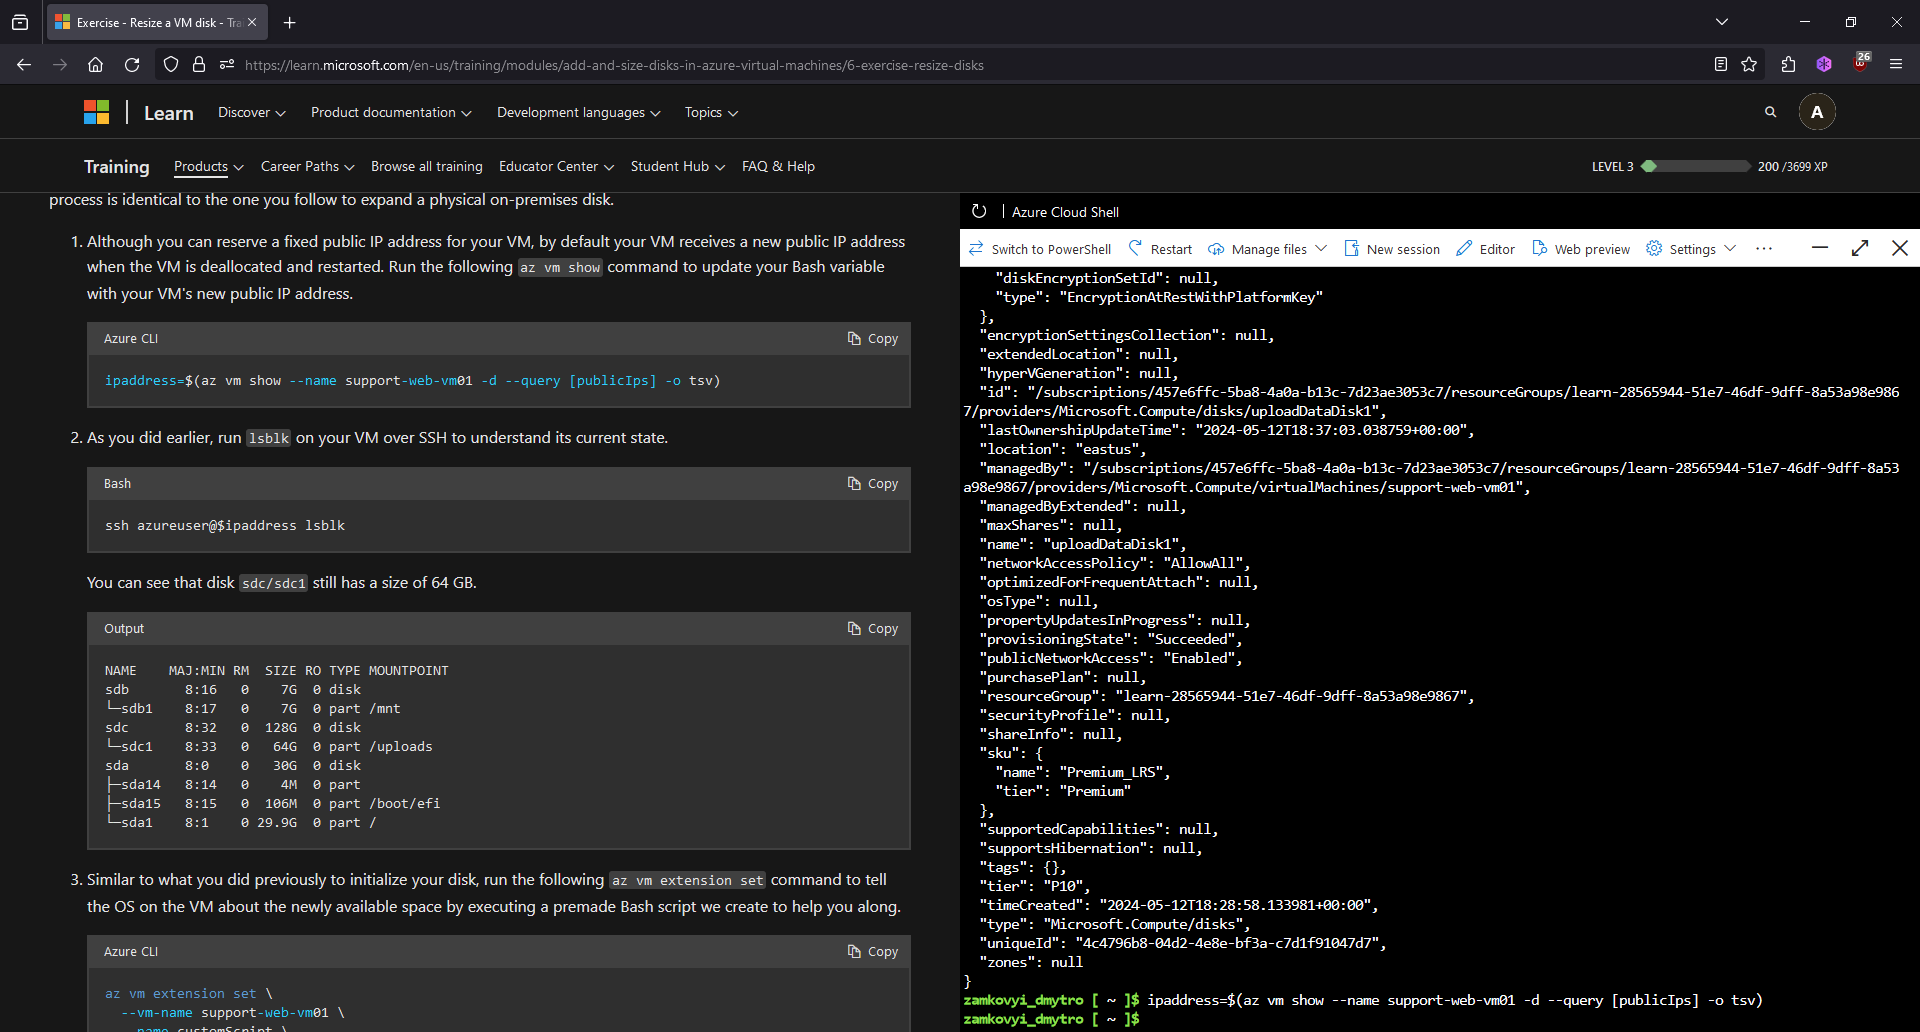 Exercise - Resize a VM disk - Tra
https://learn.microsoft.com/en-us/training/modules/add-and-size-disks-in-azure-virtual-machines/6-exercise-resize-disks
26
Learn
Discover
Product documentation
Development languages
Topics
A
Training
Products
Career Paths
Browse all training
Educator Center
Student Hub
FAQ & Help
LEVEL 3
200 /3699 XP
process is identical to the one you follow to expand a physical on-premises disk.
1. Although you can reserve a fixed public IP address for your VM, by default your VM receives a new public IP address
when the VM is deallocated and restarted. Run the following az vm show command to update your Bash variable
with your VM's new public IP address.
Azure CLI
Copy
ipaddress=$(az vm show --name support-web-vm01 -d --query [publicIps] -o tsv)
2. As you did earlier, run lsblk on your VM over SSH to understand its current state.
Bash
Copy
ssh azureuser@$ipaddress lsblk
You can see that disk sdc/sdc1 still has a size of 64 GB.
Output
Copy
NAME    MAJ:MIN RM  SIZE RO TYPE MOUNTPOINT
sdb       8:16   0    7G  0 disk
└─sdb1    8:17   0    7G  0 part /mnt
sdc       8:32   0  128G  0 disk
└─sdc1    8:33   0   64G  0 part /uploads
sda       8:0    0   30G  0 disk
├─sda14   8:14   0    4M  0 part
├─sda15   8:15   0  106M  0 part /boot/efi
└─sda1    8:1    0 29.9G  0 part /
3. Similar to what you did previously to initialize your disk, run the following az vm extension set command to tell
the OS on the VM about the newly available space by executing a premade Bash script we create to help you along.
Azure CLI
Copy
az vm extension set \
--vm-name support-web-vm01 \
--name customScript \
Azure Cloud Shell
Switch to PowerShell
Restart
Manage files
New session
Editor
Web preview
Settings
"diskEncryptionSetId": null,
"type": "EncryptionAtRestWithPlatformKey"
},
"encryptionSettingsCollection": null,
"extendedLocation": null,
"hyperVGeneration": null,
"id": "/subscriptions/457e6ffc-5ba8-4a0a-b13c-7d23ae3053c7/resourceGroups/learn-28565944-51e7-46df-9dff-8a53a98e986
7/providers/Microsoft.Compute/disks/uploadDataDisk1",
"lastOwnershipUpdateTime": "2024-05-12T18:37:03.038759+00:00",
"location": "eastus",
"managedBy": "/subscriptions/457e6ffc-5ba8-4a0a-b13c-7d23ae3053c7/resourceGroups/learn-28565944-51e7-46df-9dff-8a53
a98e9867/providers/Microsoft.Compute/virtualMachines/support-web-vm01",
"managedByExtended": null,
"maxShares": null,
"name": "uploadDataDisk1",
"networkAccessPolicy": "AllowAll",
"optimizedForFrequentAttach": null,
"osType": null,
"propertyUpdatesInProgress": null,
"provisioningState": "Succeeded",
"publicNetworkAccess": "Enabled",
"purchasePlan": null,
"resourceGroup": "learn-28565944-51e7-46df-9dff-8a53a98e9867",
"securityProfile": null,
"shareInfo": null,
"sku": {
"name": "Premium_LRS",
"tier": "Premium"
},
"supportedCapabilities": null,
"supportsHibernation": null,
"tags": {},
"tier": "P10",
"timeCreated": "2024-05-12T18:28:58.133981+00:00",
"type": "Microsoft.Compute/disks",
"uniqueId": "4c4796b8-04d2-4e8e-bf3a-c7d1f91047d7",
"zones": null
}
zamkovyi_dmytro [ ~ ]$ ipaddress=$(az vm show --name support-web-vm01 -d --query [publicIps] -o tsv)
zamkovyi_dmytro [ ~ ]$